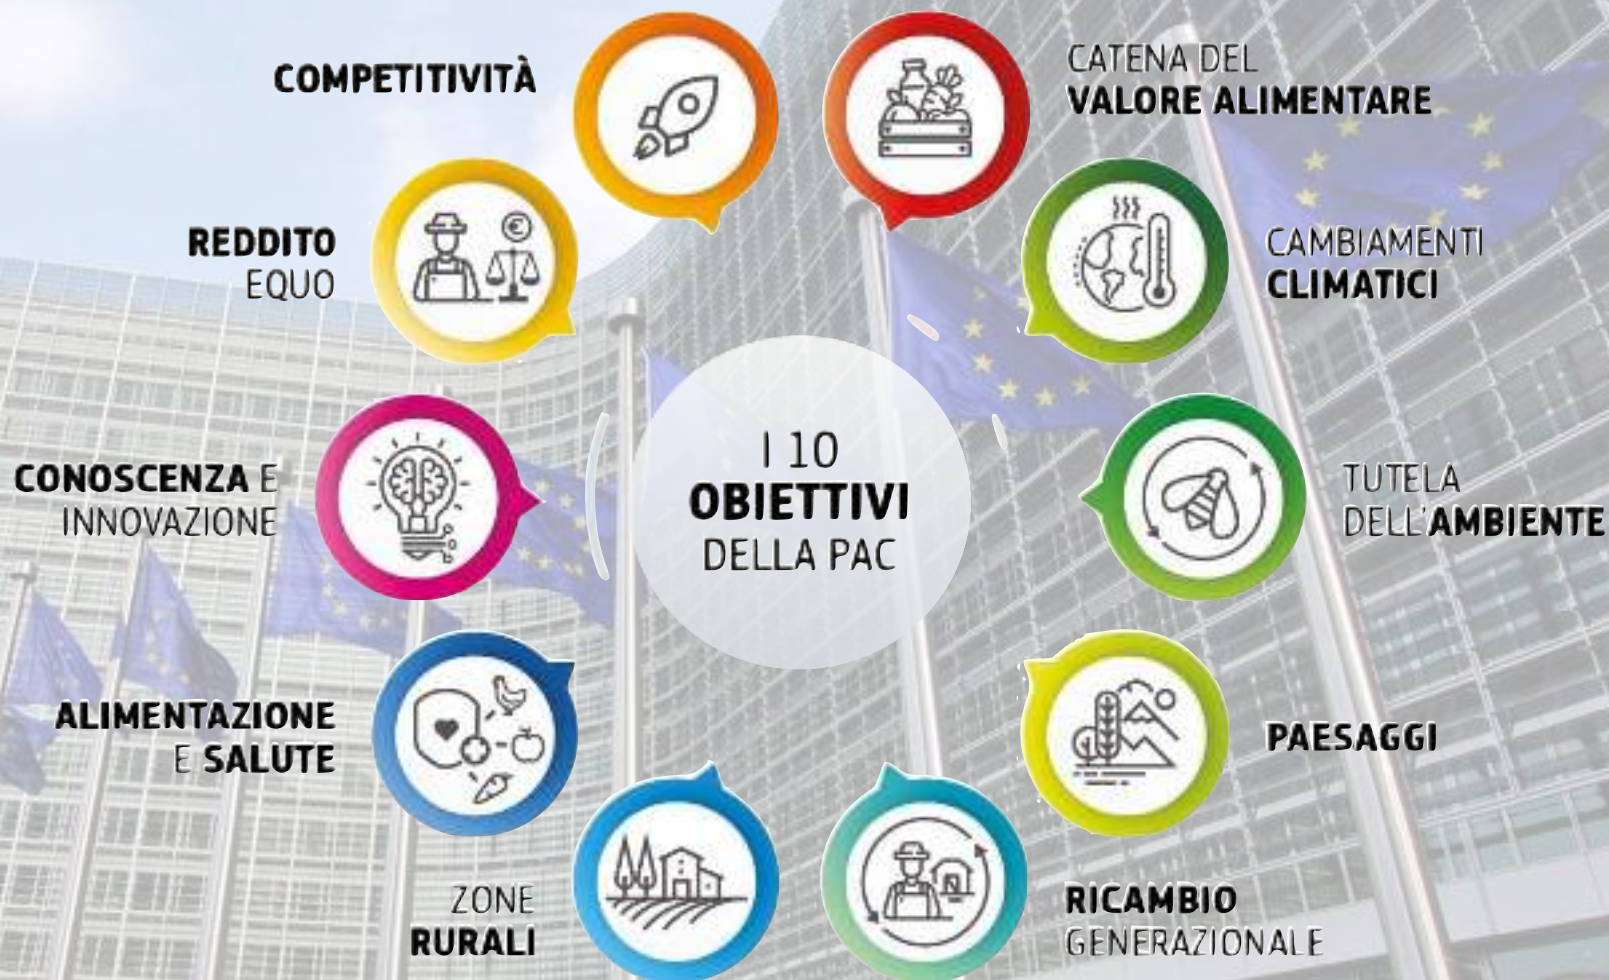 COMPETITIVITÀ
CATENA DEL
VALORE ALIMENTARE
REDDITO
EQUO
CAMBIAMENTI
CLIMATICI
CONOSCENZA E
INNOVAZIONE
I 10
OBIETTIVI
DELLA PAC
TUTELA
DELL'AMBIENTE
ALIMENTAZIONE
E SALUTE
PAESAGGI
ZONE
RURALI
RICAMBIO
GENERAZIONALE